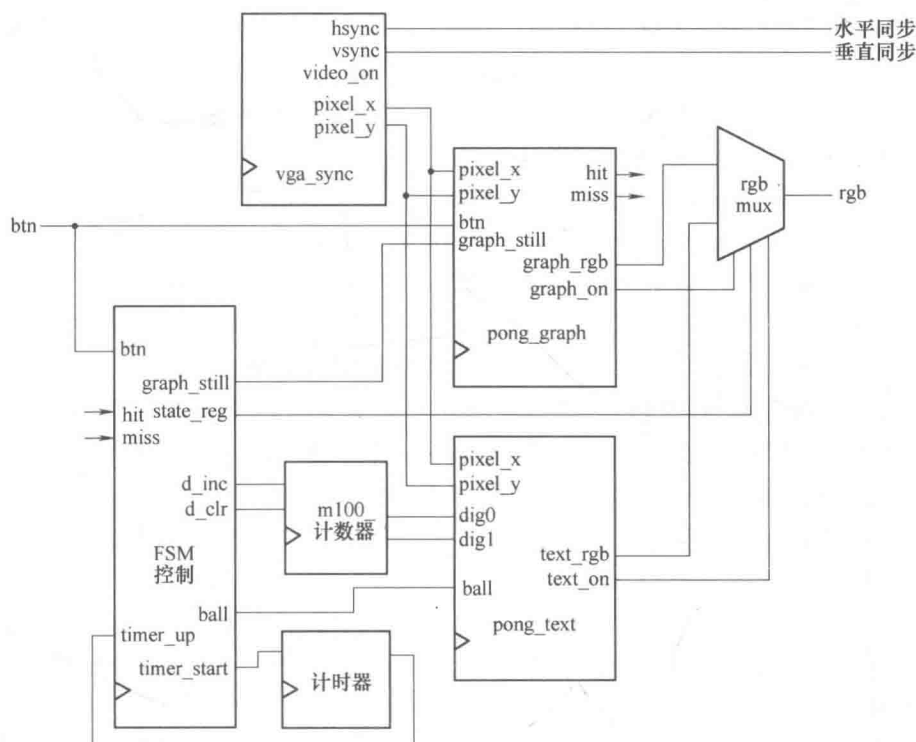 hsync
vsync
video_on
pixel_x
pixel_y
vga_sync
水平同步
垂直同步
pixel_x
pixel_y
btn
graph_still
hit
miss
graph_rgb
graph_on
pong_graph
rgb
mux
rgb
btn
btn
graph_still
hit
state_reg
miss
d_inc
d_clr
FSM
控制
ball
timer_up
timer_start
m100_
计数器
计时器
pixel_x
pixel_y
dig0
dig1
text_rgb
text_on
ball
pong_text